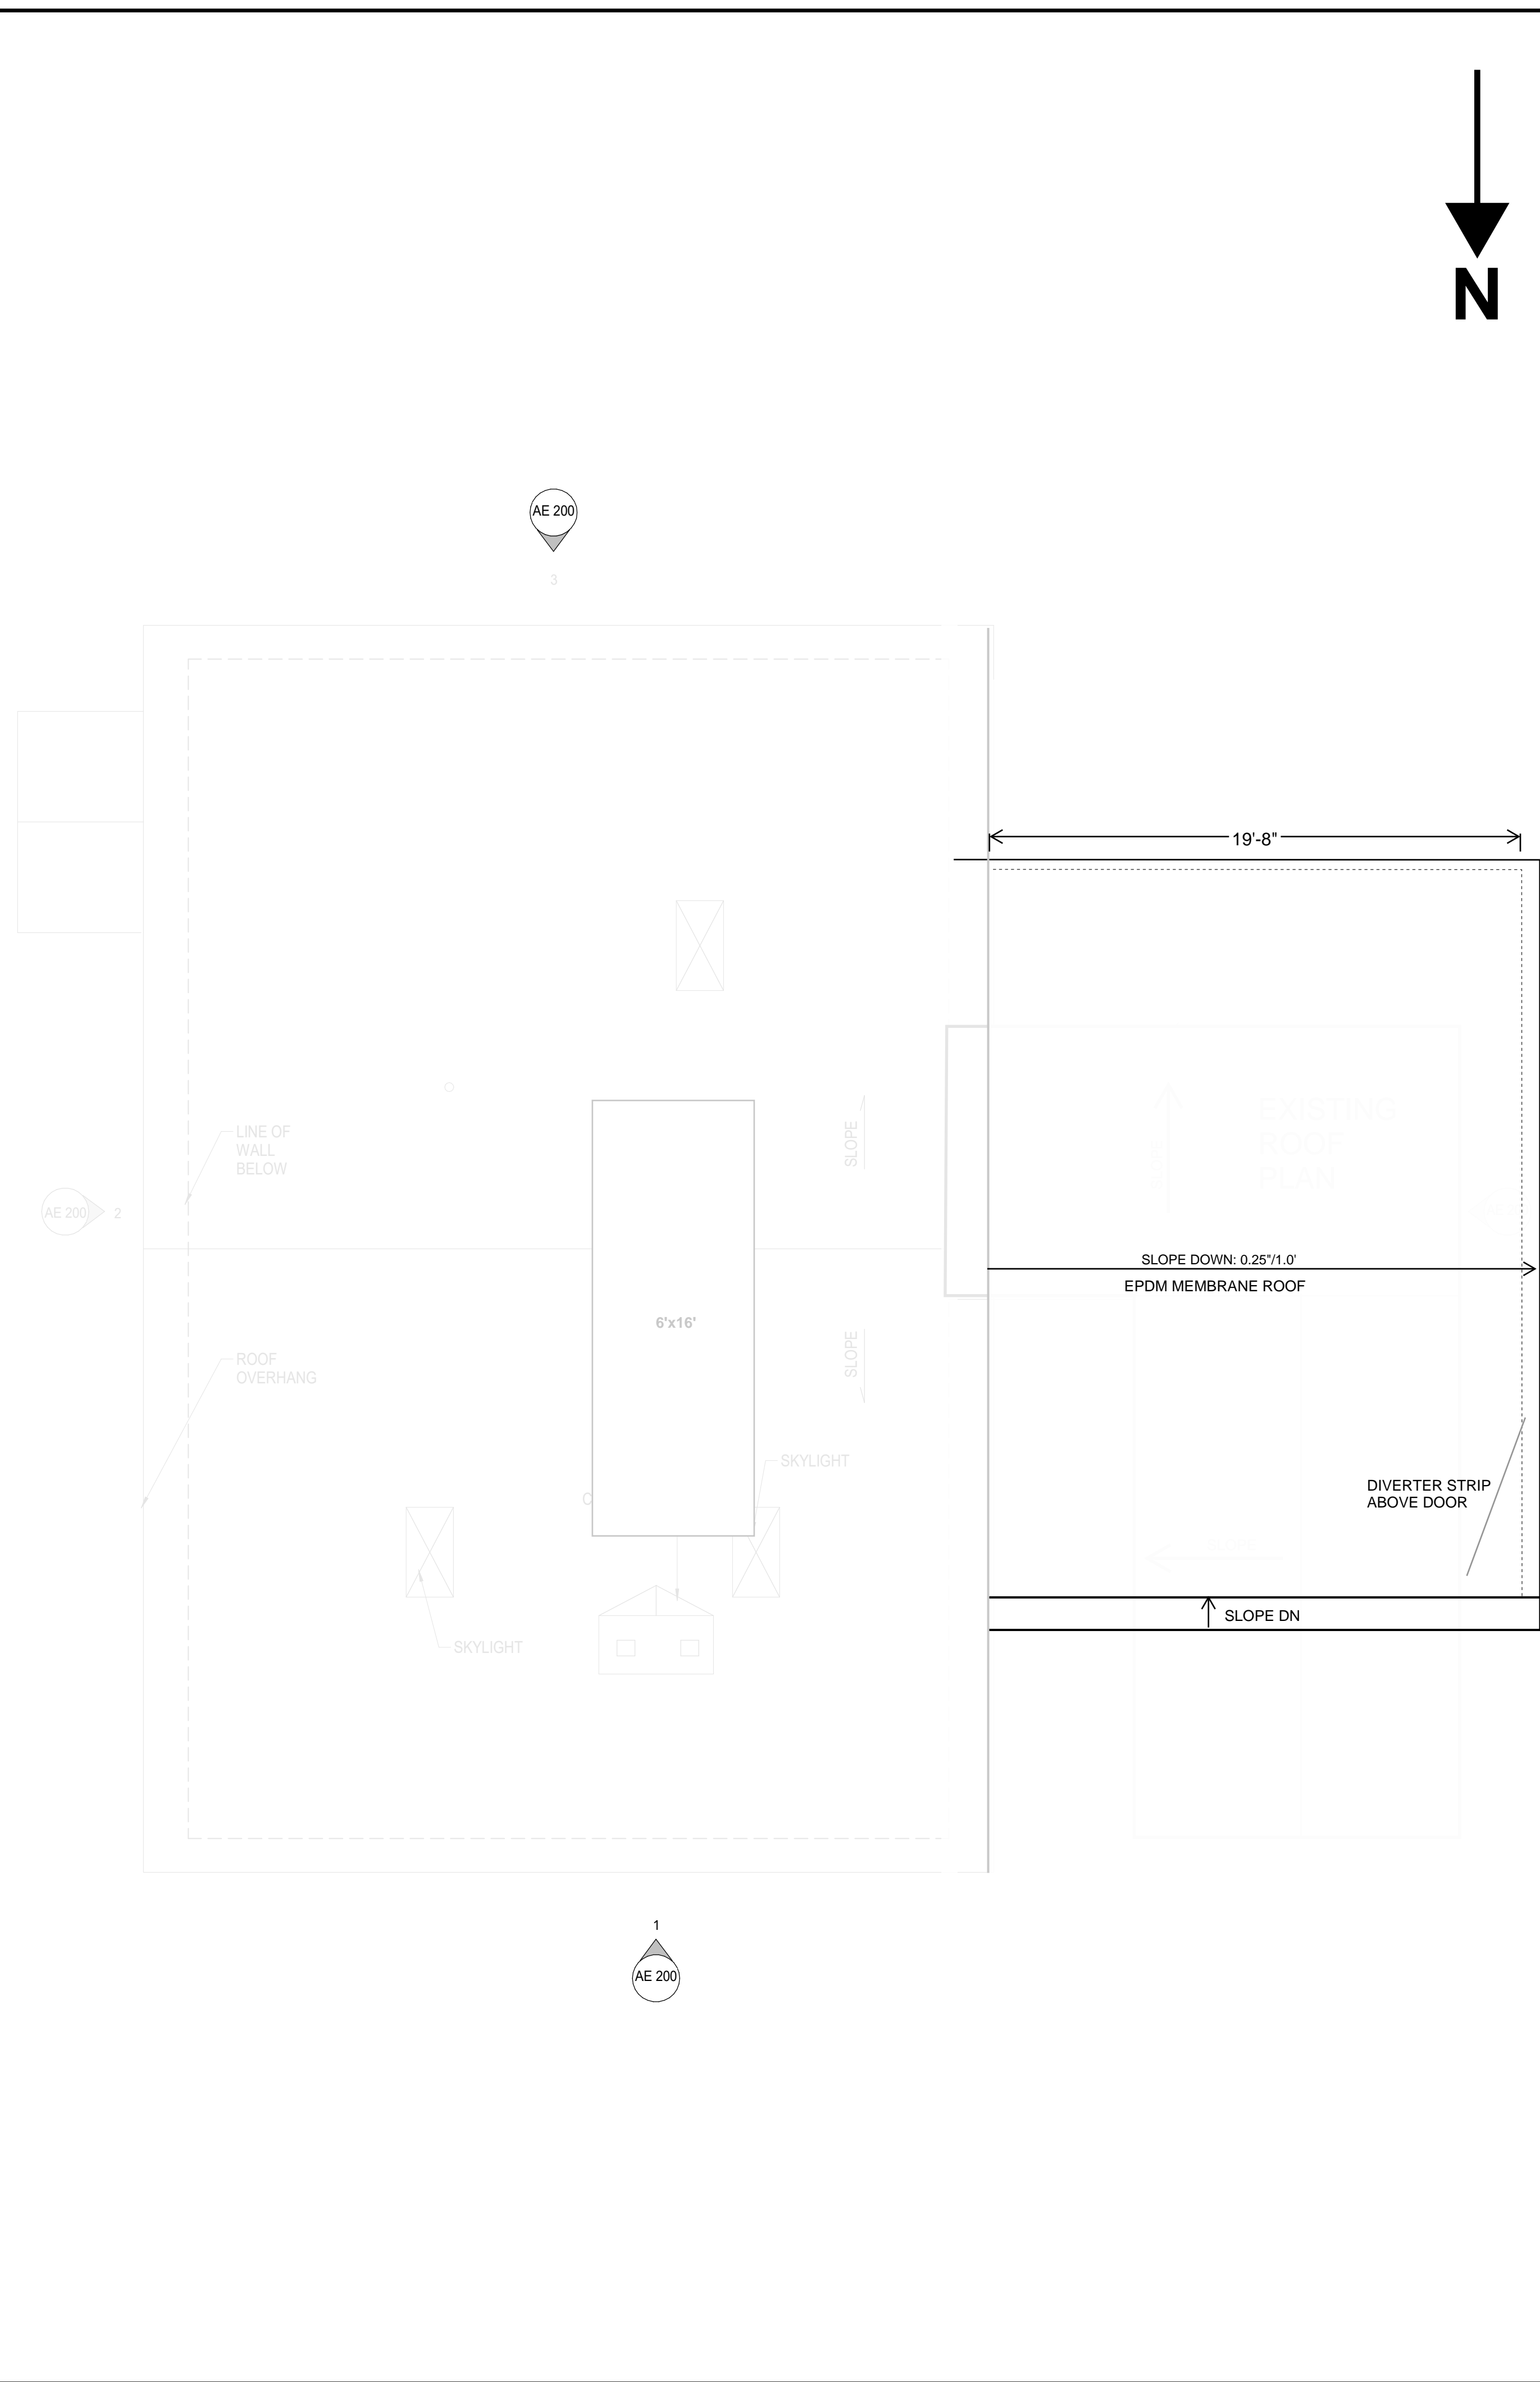 N
AE 200
3
19'-8"
EXISTING
ROOF
PLAN
LINE OF
WALL
BELOW
SLOPE
AE 200
2
SLOPE DOWN: 0.25"/1.0'
EPDM MEMBRANE ROOF
6'x16'
SLOPE
ROOF
OVERHANG
SKYLIGHT
DIVERTER STRIP
ABOVE DOOR
SLOPE
SLOPE DN
SKYLIGHT
1
AE 200